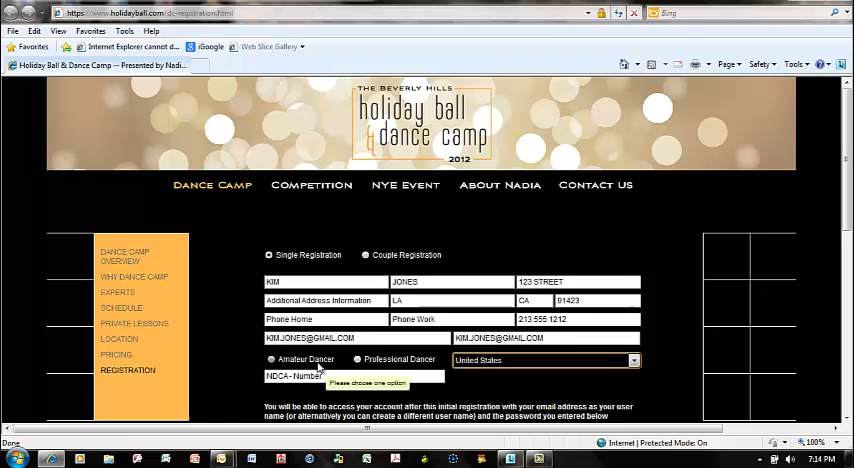 https://www.holidayball.com/dc-registration.html
Bing
File Edit View Favorites Tools Help
Favorites Internet Explorer cannot d... iGoogle Web Slice Gallery
Holiday Ball & Dance Camp -- Presented by Nadi...
Page Safety Tools
THE BEVERLY HILLS
holiday ball
& dance camp
2012
DANCE CAMP COMPETITION NYE EVENT ABOUT NADIA CONTACT US
DANCE CAMP
OVERVIEW
WHY DANCE CAMP
EXPERTS
SCHEDULE
PRIVATE LESSONS
LOCATION
PRICING
REGISTRATION
Single Registration Couple Registration
KIM JONES 123 STREET
Additional Address Information LA CA 91423
Phone Home Phone Work 213 555 1212
KIM.JONES@GMAIL.COM KIM.JONES@GMAIL.COM
Amateur Dancer Professional Dancer United States
NDCA - Number
Please choose one option
You will be able to access your account after this initial registration with your email address as your user
name (or alternatively you can create a different user name) and the password you entered below
Done Internet | Protected Mode: On 100%
7:14 PM